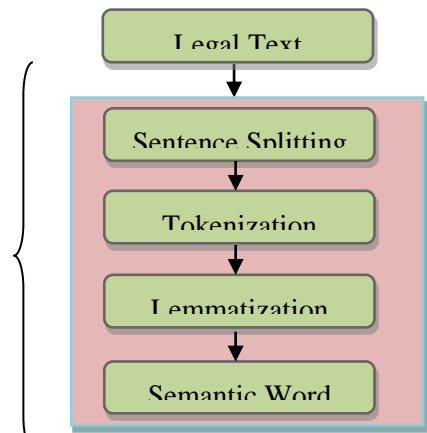 Legal Text
Sentence Splitting
Tokenization
Lemmatization
Semantic Word